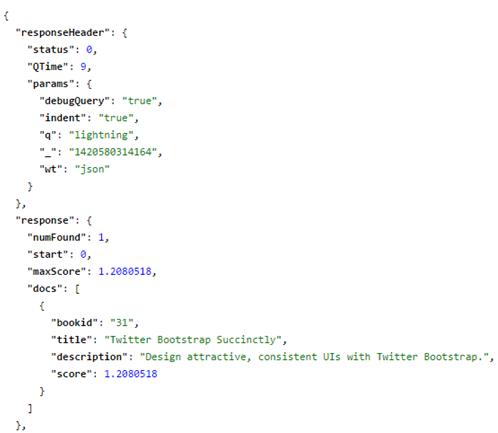 {
"responseHeader": {
"status": 0,
"QTime": 9,
"params": {
"debugQuery": "true",
"indent": "true",
"q": "lightning",
"_": "1420580314164",
"wt": "json"
}
},
"response": {
"numFound": 1,
"start": 0,
"maxScore": 1.2080518,
"docs": [
{
"bookid": "31",
"title": "Twitter Bootstrap Succinctly",
"description": "Design attractive, consistent UIs with Twitter Bootstrap.",
"score": 1.2080518
}
]
},